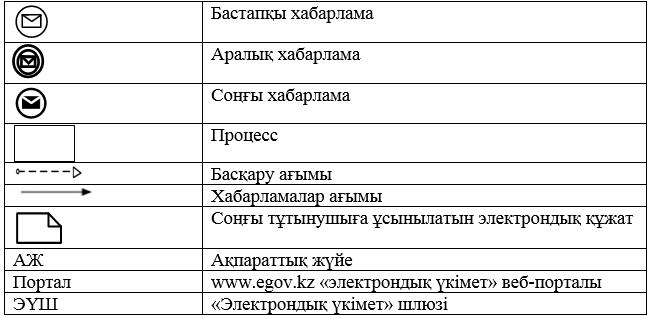 Бастапқы хабарлама
Аралық хабарлама
Соңғы хабарлама
Процесс
Басқару ағымы
Хабарламалар ағымы
Соңғы тұтынушыға ұсынылатын электрондық құжат
АЖ Ақпараттық жүйе
Портал www.egov.kz «электрондық үкімет» веб-порталы
ЭҮШ «Электрондық үкімет» шлюзі